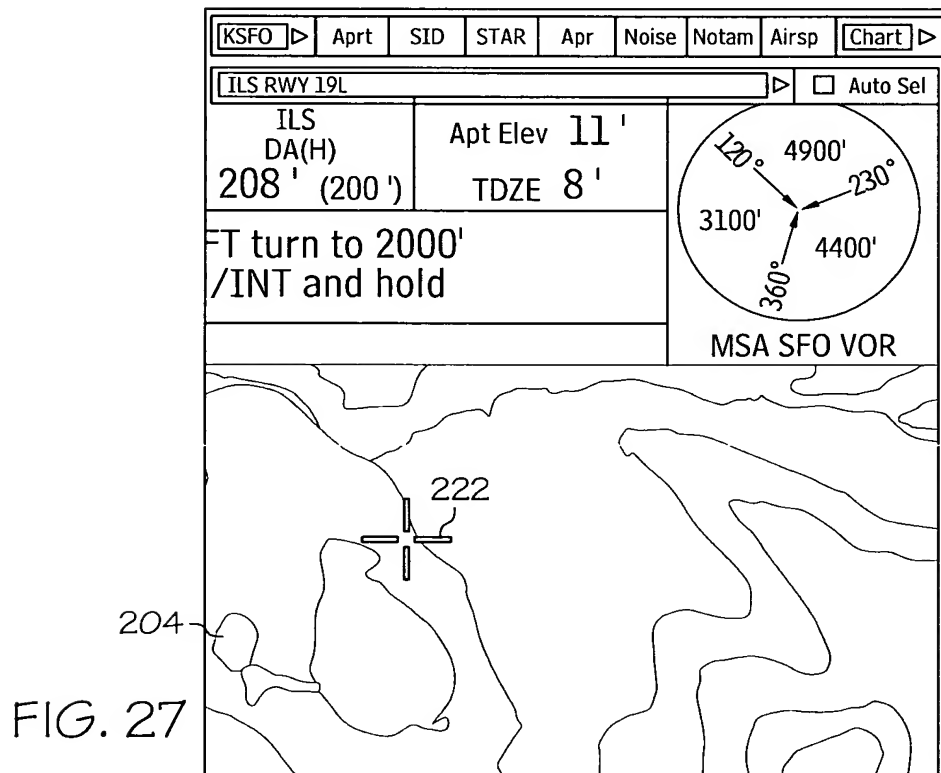 KSFO Aprt SID STAR Apr Noise Notam Airsp Chart
ILS RWY 19L Auto Sel
ILS
DA(H)
208' (200')
Apt Elev 11'
TDZE 8'
FT turn to 2000'
/INT and hold
120° 4900' 230°
3100'
4400'
360°
MSA SFO VOR
222
204
FIG. 27